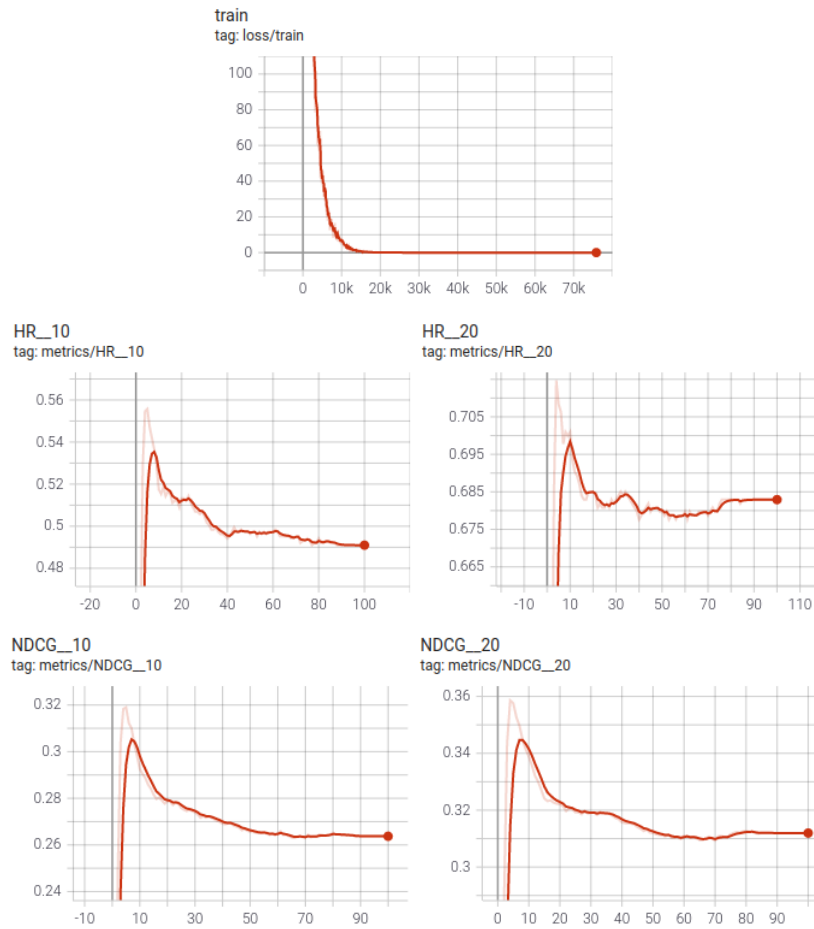 train
tag: loss/train
100
80
60
40
20
0
0 10k 20k 30k 40k 50k 60k 70k
HR__10
tag: metrics/HR__10
0.56
0.54
0.52
0.5
0.48
-20 0 20 40 60 80 100
HR__20
tag: metrics/HR__20
0.705
0.695
0.685
0.675
0.665
-10 10 30 50 70 90 110
NDCG__10
tag: metrics/NDCG__10
0.32
0.3
0.28
0.26
0.24
-10 10 30 50 70 90
NDCG__20
tag: metrics/NDCG__20
0.36
0.34
0.32
0.3
0 10 20 30 40 50 60 70 80 90